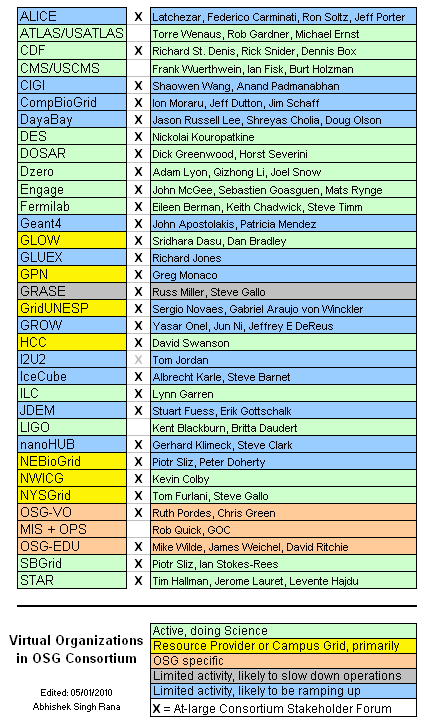 ALICE X Latchezar, Federico Carminati, Ron Soltz, Jeff Porter
ATLAS/USATLAS Torre Wenaus, Rob Gardner, Michael Ernst
CDF X Richard St. Denis, Rick Snider, Dennis Box
CMS/USCMS Frank Wuerthwein, Ian Fisk, Burt Holzman
CIGI X Shaowen Wang, Anand Padmanabhan
CompBioGrid X Ion Moraru, Jeff Dutton, Jim Schaff
DayaBay X Jason Russell Lee, Shreyas Cholia, Doug Olson
DES X Nickolai Kouropatkine
DOSAR X Dick Greenwood, Horst Severini
Dzero X Adam Lyon, Qizhong Li, Joel Snow
Engage X John McGee, Sebastien Goasguen, Mats Rynge
Fermilab X Eileen Berman, Keith Chadwick, Steve Timm
Geant4 X John Apostolakis, Patricia Mendez
GLOW X Sridhara Dasu, Dan Bradley
GLUEX X Richard Jones
GPN X Greg Monaco
GRASE Russ Miller, Steve Gallo
GridUNESP X Sergio Novaes, Gabriel Araujo von Winckler
GROW X Yasar Onel, Jun Ni, Jeffrey E DeReus
HCC X David Swanson
I2U2 X Tom Jordan
IceCube X Albrecht Karle, Steve Barnet
ILC X Lynn Garren
JDEM X Stuart Fuess, Erik Gottschalk
LIGO Kent Blackburn, Britta Daudert
nanoHUB X Gerhard Klimeck, Steve Clark
NEBioGrid X Piotr Sliz, Peter Doherty
NWICG X Kevin Colby
NYSGrid X Tom Furlani, Steve Gallo
OSG-VO X Ruth Pordes, Chris Green
MIS + OPS Rob Quick, GOC
OSG-EDU X Mike Wilde, James Weichel, David Ritchie
SBGrid X Piotr Sliz, Ian Stokes-Rees
STAR X Tim Hallman, Jerome Lauret, Levente Hajdu
Virtual Organizations
in OSG Consortium
Edited: 05/01/2010
Abhishek Singh Rana
Active, doing Science
Resource Provider or Campus Grid, primarily
OSG specific
Limited activity, likely to slow down operations
Limited activity, likely to be ramping up
X = At-large Consortium Stakeholder Forum